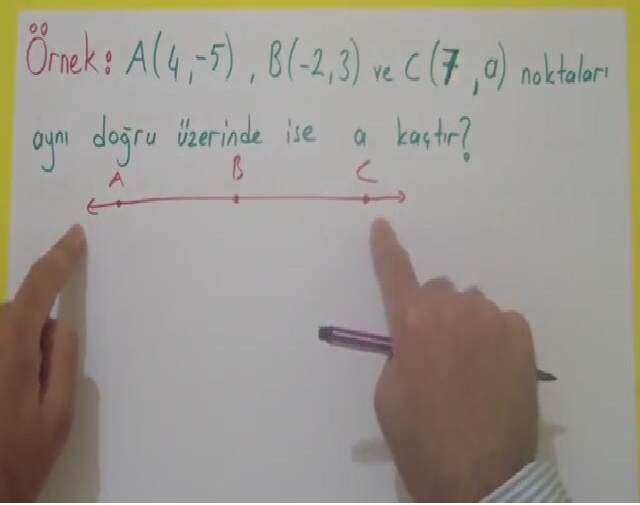 Örnek: A(4,-5), B(-2,3) ve C(7,a) noktaları
aynı doğru üzerinde ise a kaçtır?
A B C